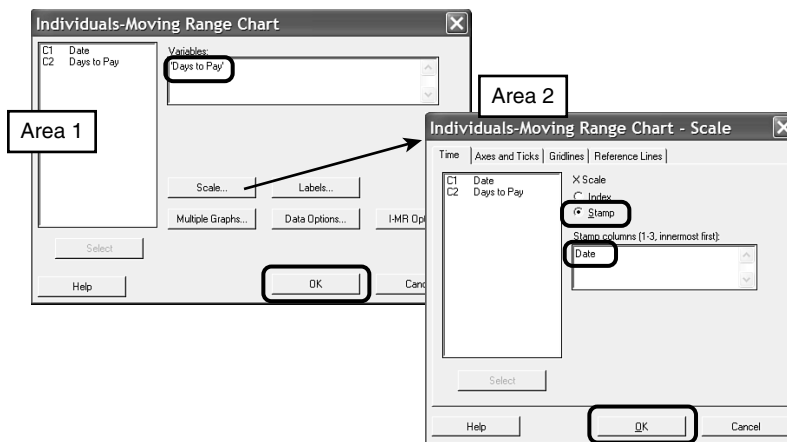 Individuals-Moving Range Chart
C1 Date
C2 Days to Pay
Variables:
'Days to Pay'
Area 1
Scale...
Labels...
Multiple Graphs...
Data Options...
I-MR Op
Select
Help
OK
Canc
Area 2
Individuals-Moving Range Chart - Scale
Time
Axes and Ticks
Gridlines
Reference Lines
C1 Date
C2 Days to Pay
X Scale
Index
Stamp
Stamp columns (1-3, innermost first):
Date
Select
Help
OK
Cancel